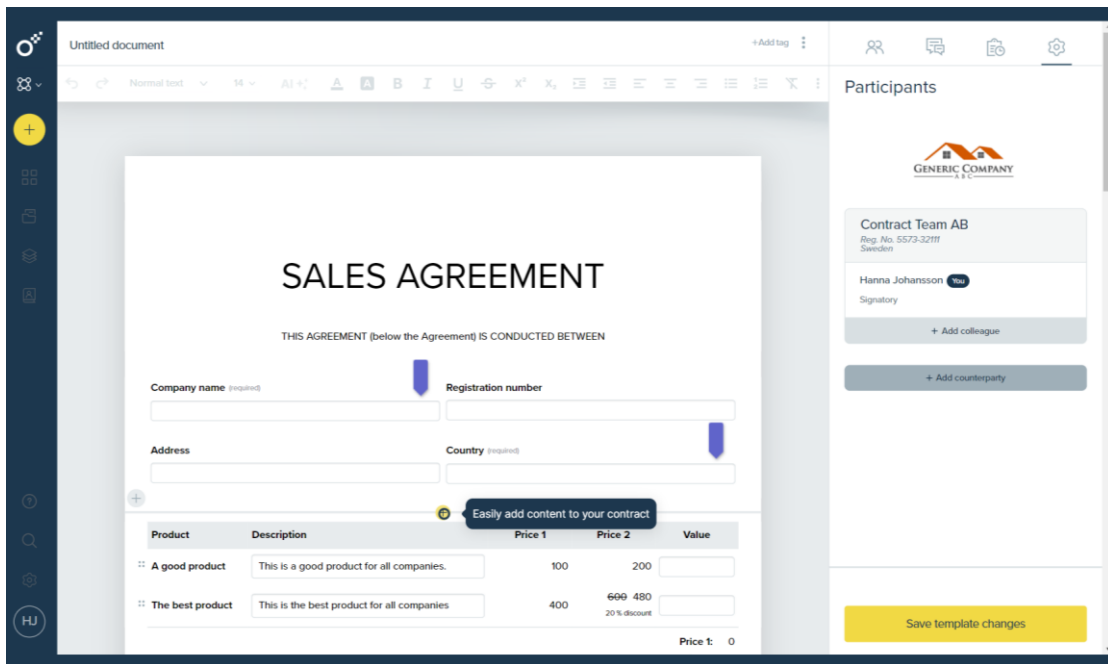 Untitled document
+Add tag
Normal text
14
AI
A
A
B
I
U
S
X²
X₂
Participants
GENERIC COMPANY
A B C
Contract Team AB
Reg. No. 5573-32111
Sweden
Hanna Johansson You
Signatory
+ Add colleague
+ Add counterparty
SALES AGREEMENT
THIS AGREEMENT (below the Agreement) IS CONDUCTED BETWEEN
Company name (required)
Registration number
Address
Country (required)
Easily add content to your contract
Product Description Price 1 Price 2 Value
A good product This is a good product for all companies. 100 200
The best product This is the best product for all companies 400 600 480
20 % discount
Price 1: 0
HJ
Save template changes